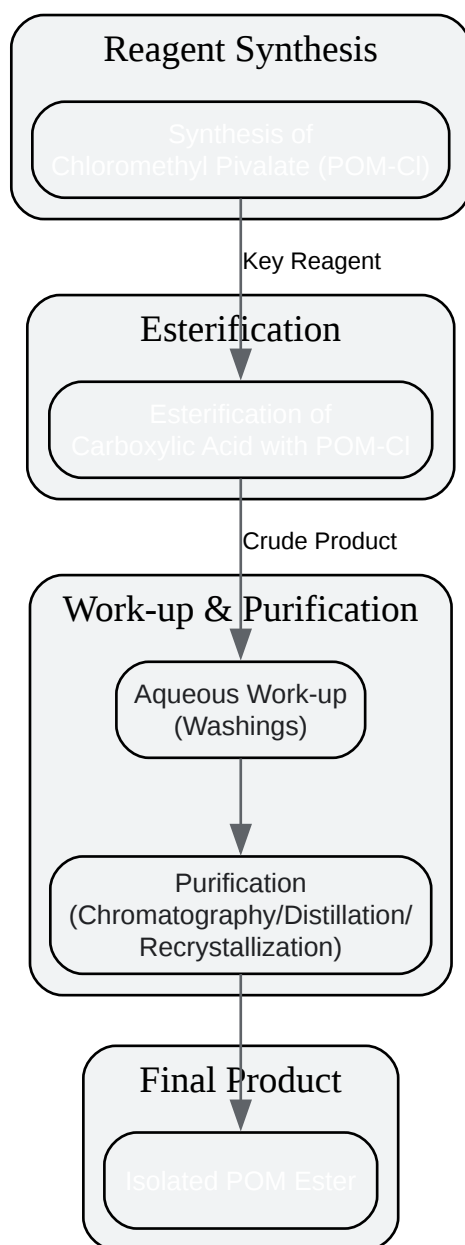 Reagent Synthesis
Synthesis of
Chloromethyl Pivalate (POM-Cl)
Key Reagent
Esterification
Esterification of
Carboxylic Acid with POM-Cl
Crude Product
Work-up & Purification
Aqueous Work-up
(Washings)
Purification
(Chromatography/Distillation/
Recrystallization)
Final Product
Isolated POM Ester